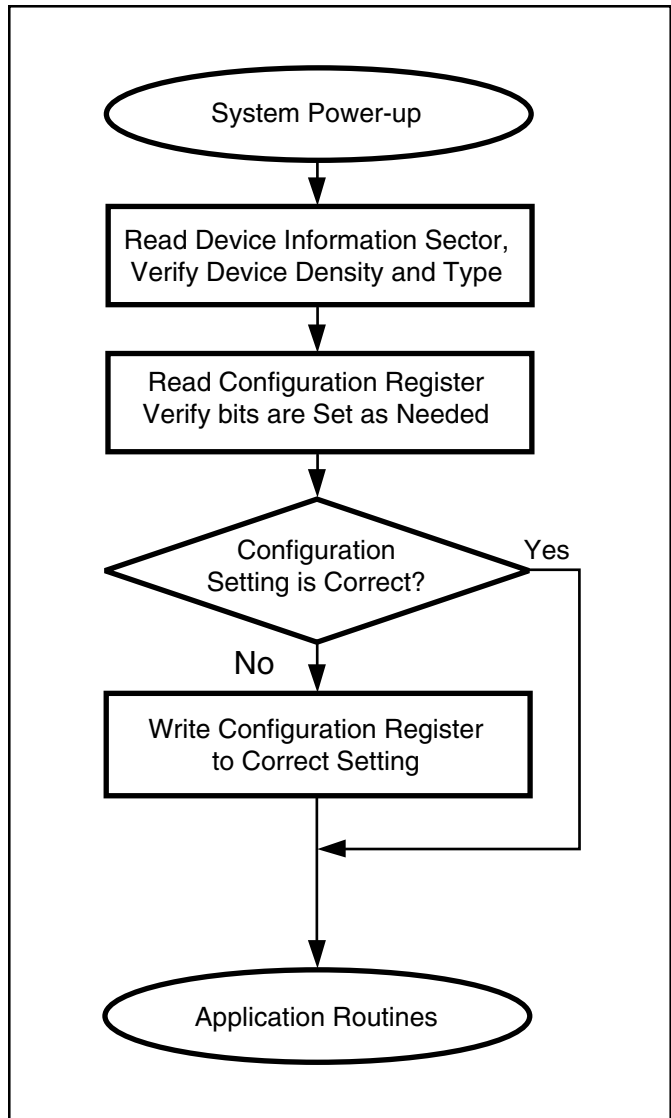 System Power-up
Read Device Information Sector,
Verify Device Density and Type
Read Configuration Register
Verify bits are Set as Needed
Configuration
Setting is Correct?
Yes
No
Write Configuration Register
to Correct Setting
Application Routines